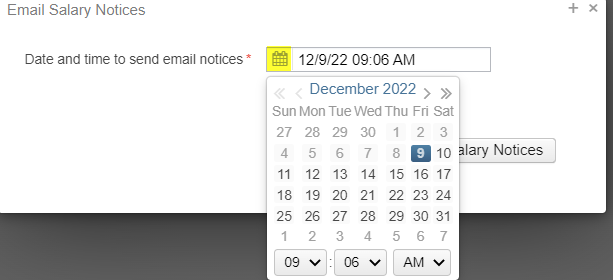 Email Salary Notices + ×
Date and time to send email notices * 12/9/22 09:06 AM
« ‹ December 2022 › »
Sun Mon Tue Wed Thu Fri Sat
27 28 29 30 1 2 3
4 5 6 7 8 9 10
alary Notices
11 12 13 14 15 16 17
18 19 20 21 22 23 24
25 26 27 28 29 30 31
1 2 3 4 5 6 7
09 : 06 AM